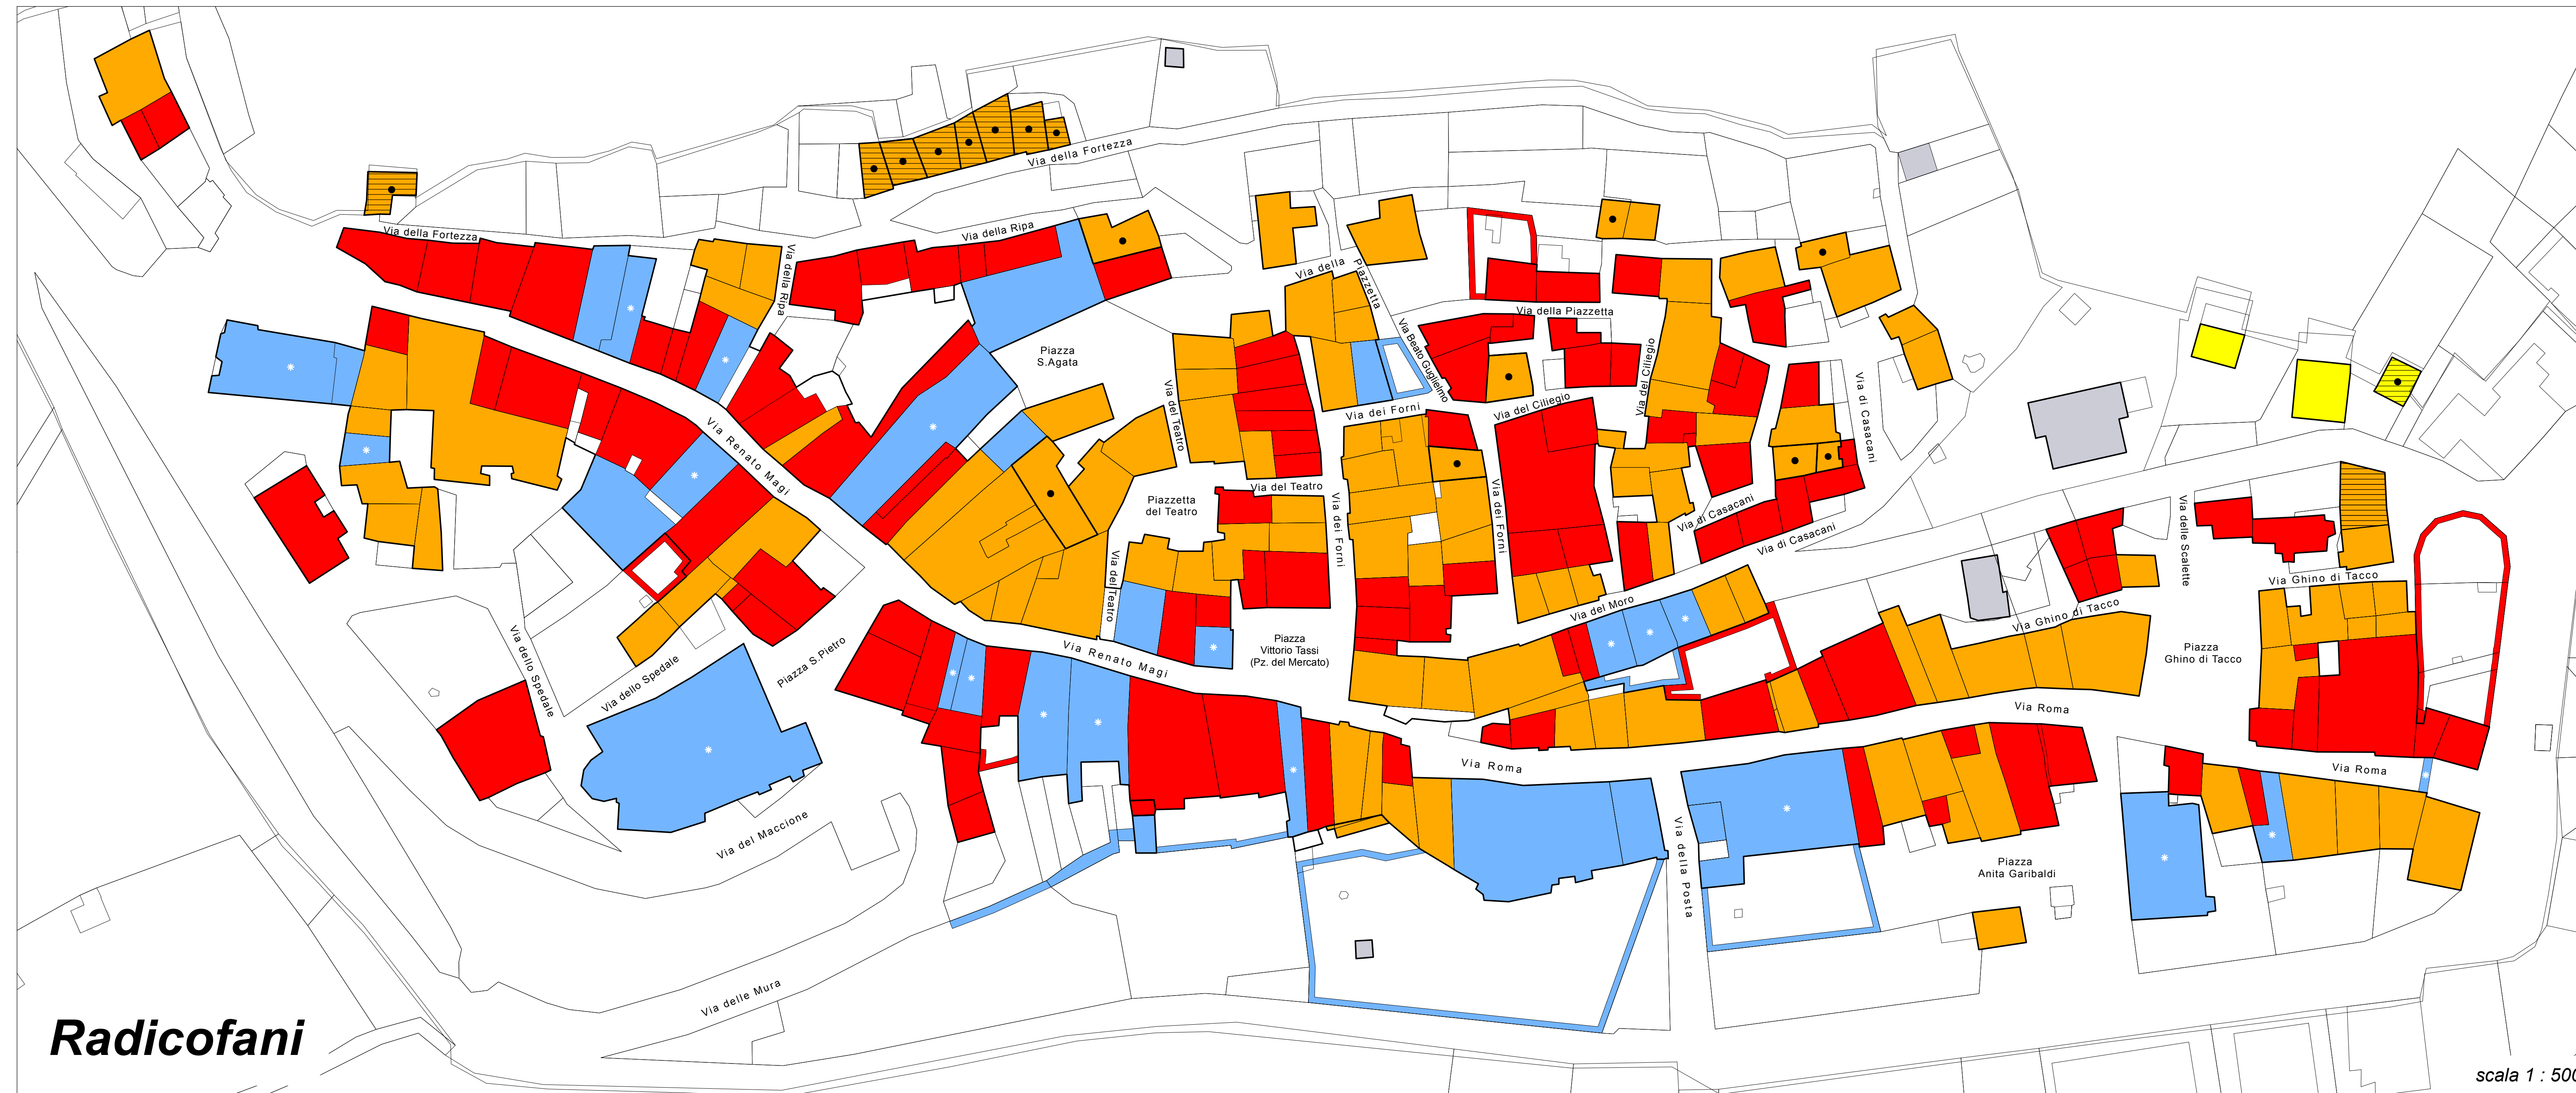 Via della Fortezza
Via della Fortezza
Via della Ripa
Via della Ripa
Via della
Piazzetta
Via della Piazzetta
Via Beato Guglielmo
Piazza
S.Agata
Via del Teatro
Via dei Forni
Via del Ciliegio
Via del Ciliegio
Via di Casacani
Via Renato Magi
Via del Teatro
Piazzetta
del Teatro
Via dei Forni
Via dei Forni
Via di Casacani
Via di Casacani
Via delle Scalette
Via del Teatro
Via Ghino di Tacco
Via del Moro
Via Ghino di Tacco
Via dello Spedale
Via dello Spedale
Piazza S.Pietro
Via Renato Magi
Piazza
Vittorio Tassi
(Pz. del Mercato)
Piazza
Ghino di Tacco
Via Roma
Via Roma
Via Roma
Via del Maccione
Via della Posta
Piazza
Anita Garibaldi
Via delle Mura
Radicofani
scala 1 : 500